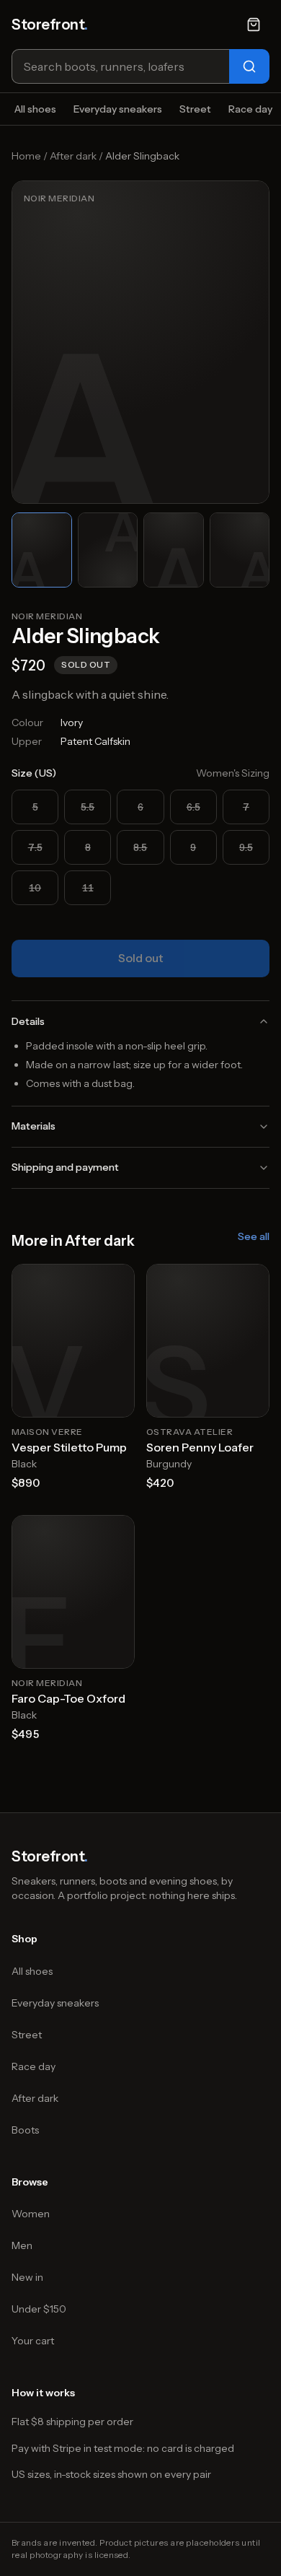 Storefront.
Search boots, runners, loafers
All shoes Everyday sneakers Street Race day
Home / After dark / Alder Slingback
NOIR MERIDIAN
A
A A A A
NOIR MERIDIAN
Alder Slingback
$720 SOLD OUT
A slingback with a quiet shine.
Colour Ivory
Upper Patent Calfskin
Size (US) Women's Sizing
5 5.5 6 6.5 7
7.5 8 8.5 9 9.5
10 11
Sold out
Details
• Padded insole with a non-slip heel grip.
• Made on a narrow last; size up for a wider foot.
• Comes with a dust bag.
Materials
Shipping and payment
More in After dark See all
V S
MAISON VERRE
Vesper Stiletto Pump
Black
$890
OSTRAVA ATELIER
Soren Penny Loafer
Burgundy
$420
F
NOIR MERIDIAN
Faro Cap-Toe Oxford
Black
$495
Storefront.
Sneakers, runners, boots and evening shoes, by
occasion. A portfolio project: nothing here ships.
Shop
All shoes
Everyday sneakers
Street
Race day
After dark
Boots
Browse
Women
Men
New in
Under $150
Your cart
How it works
Flat $8 shipping per order
Pay with Stripe in test mode: no card is charged
US sizes, in-stock sizes shown on every pair
Brands are invented. Product pictures are placeholders until
real photography is licensed.